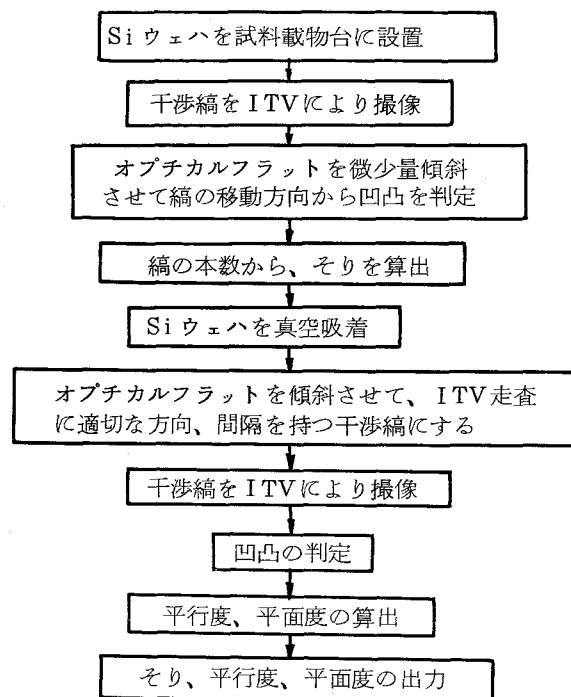 Siウェハを試料載物台に設置
干渉縞をITVにより撮像
オプチカルフラットを微少量傾斜
させて縞の移動方向から凹凸を判定
縞の本数から、そりを算出
Siウェハを真空吸着
オプチカルフラットを傾斜させて、ITV走査
に適切な方向、間隔を持つ干渉縞にする
干渉縞をITVにより撮像
凹凸の判定
平行度、平面度の算出
そり、平行度、平面度の出力